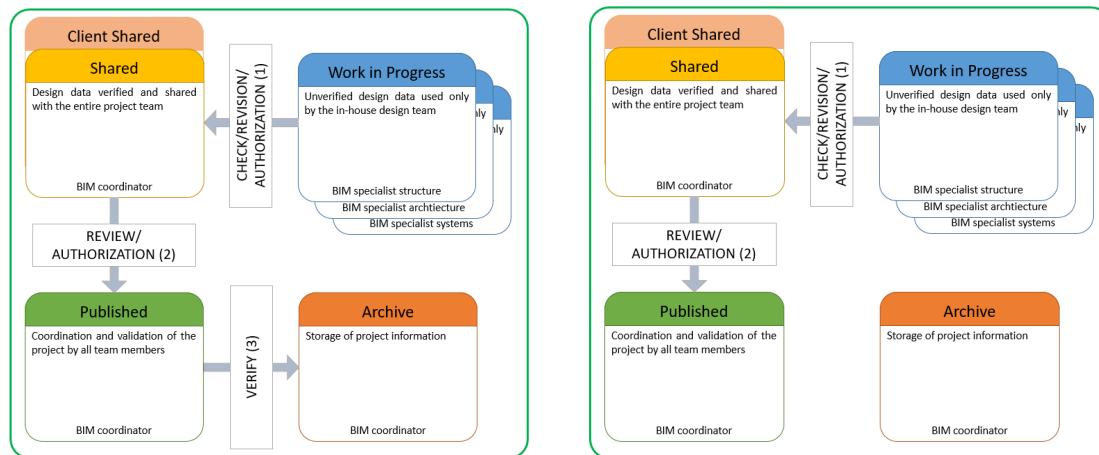 Client Shared
Shared
Design data verified and shared
with the entire project team
BIM coordinator
CHECK/REVISION/
AUTHORIZATION (1)
Work in Progress
Unverified design data used only
by the in-house design team
BIM specialist structure
nly
BIM specialist archtiecture
nly
BIM specialist systems
REVIEW/
AUTHORIZATION (2)
Published
Coordination and validation of the
project by all team members
BIM coordinator
VERIFY (3)
Archive
Storage of project information
BIM coordinator
Client Shared
Shared
Design data verified and shared
with the entire project team
BIM coordinator
CHECK/REVISION/
AUTHORIZATION (1)
Work in Progress
Unverified design data used only
by the in-house design team
BIM specialist structure
nly
BIM specialist archtiecture
nly
BIM specialist systems
REVIEW/
AUTHORIZATION (2)
Published
Coordination and validation of the
project by all team members
BIM coordinator
Archive
Storage of project information
BIM coordinator